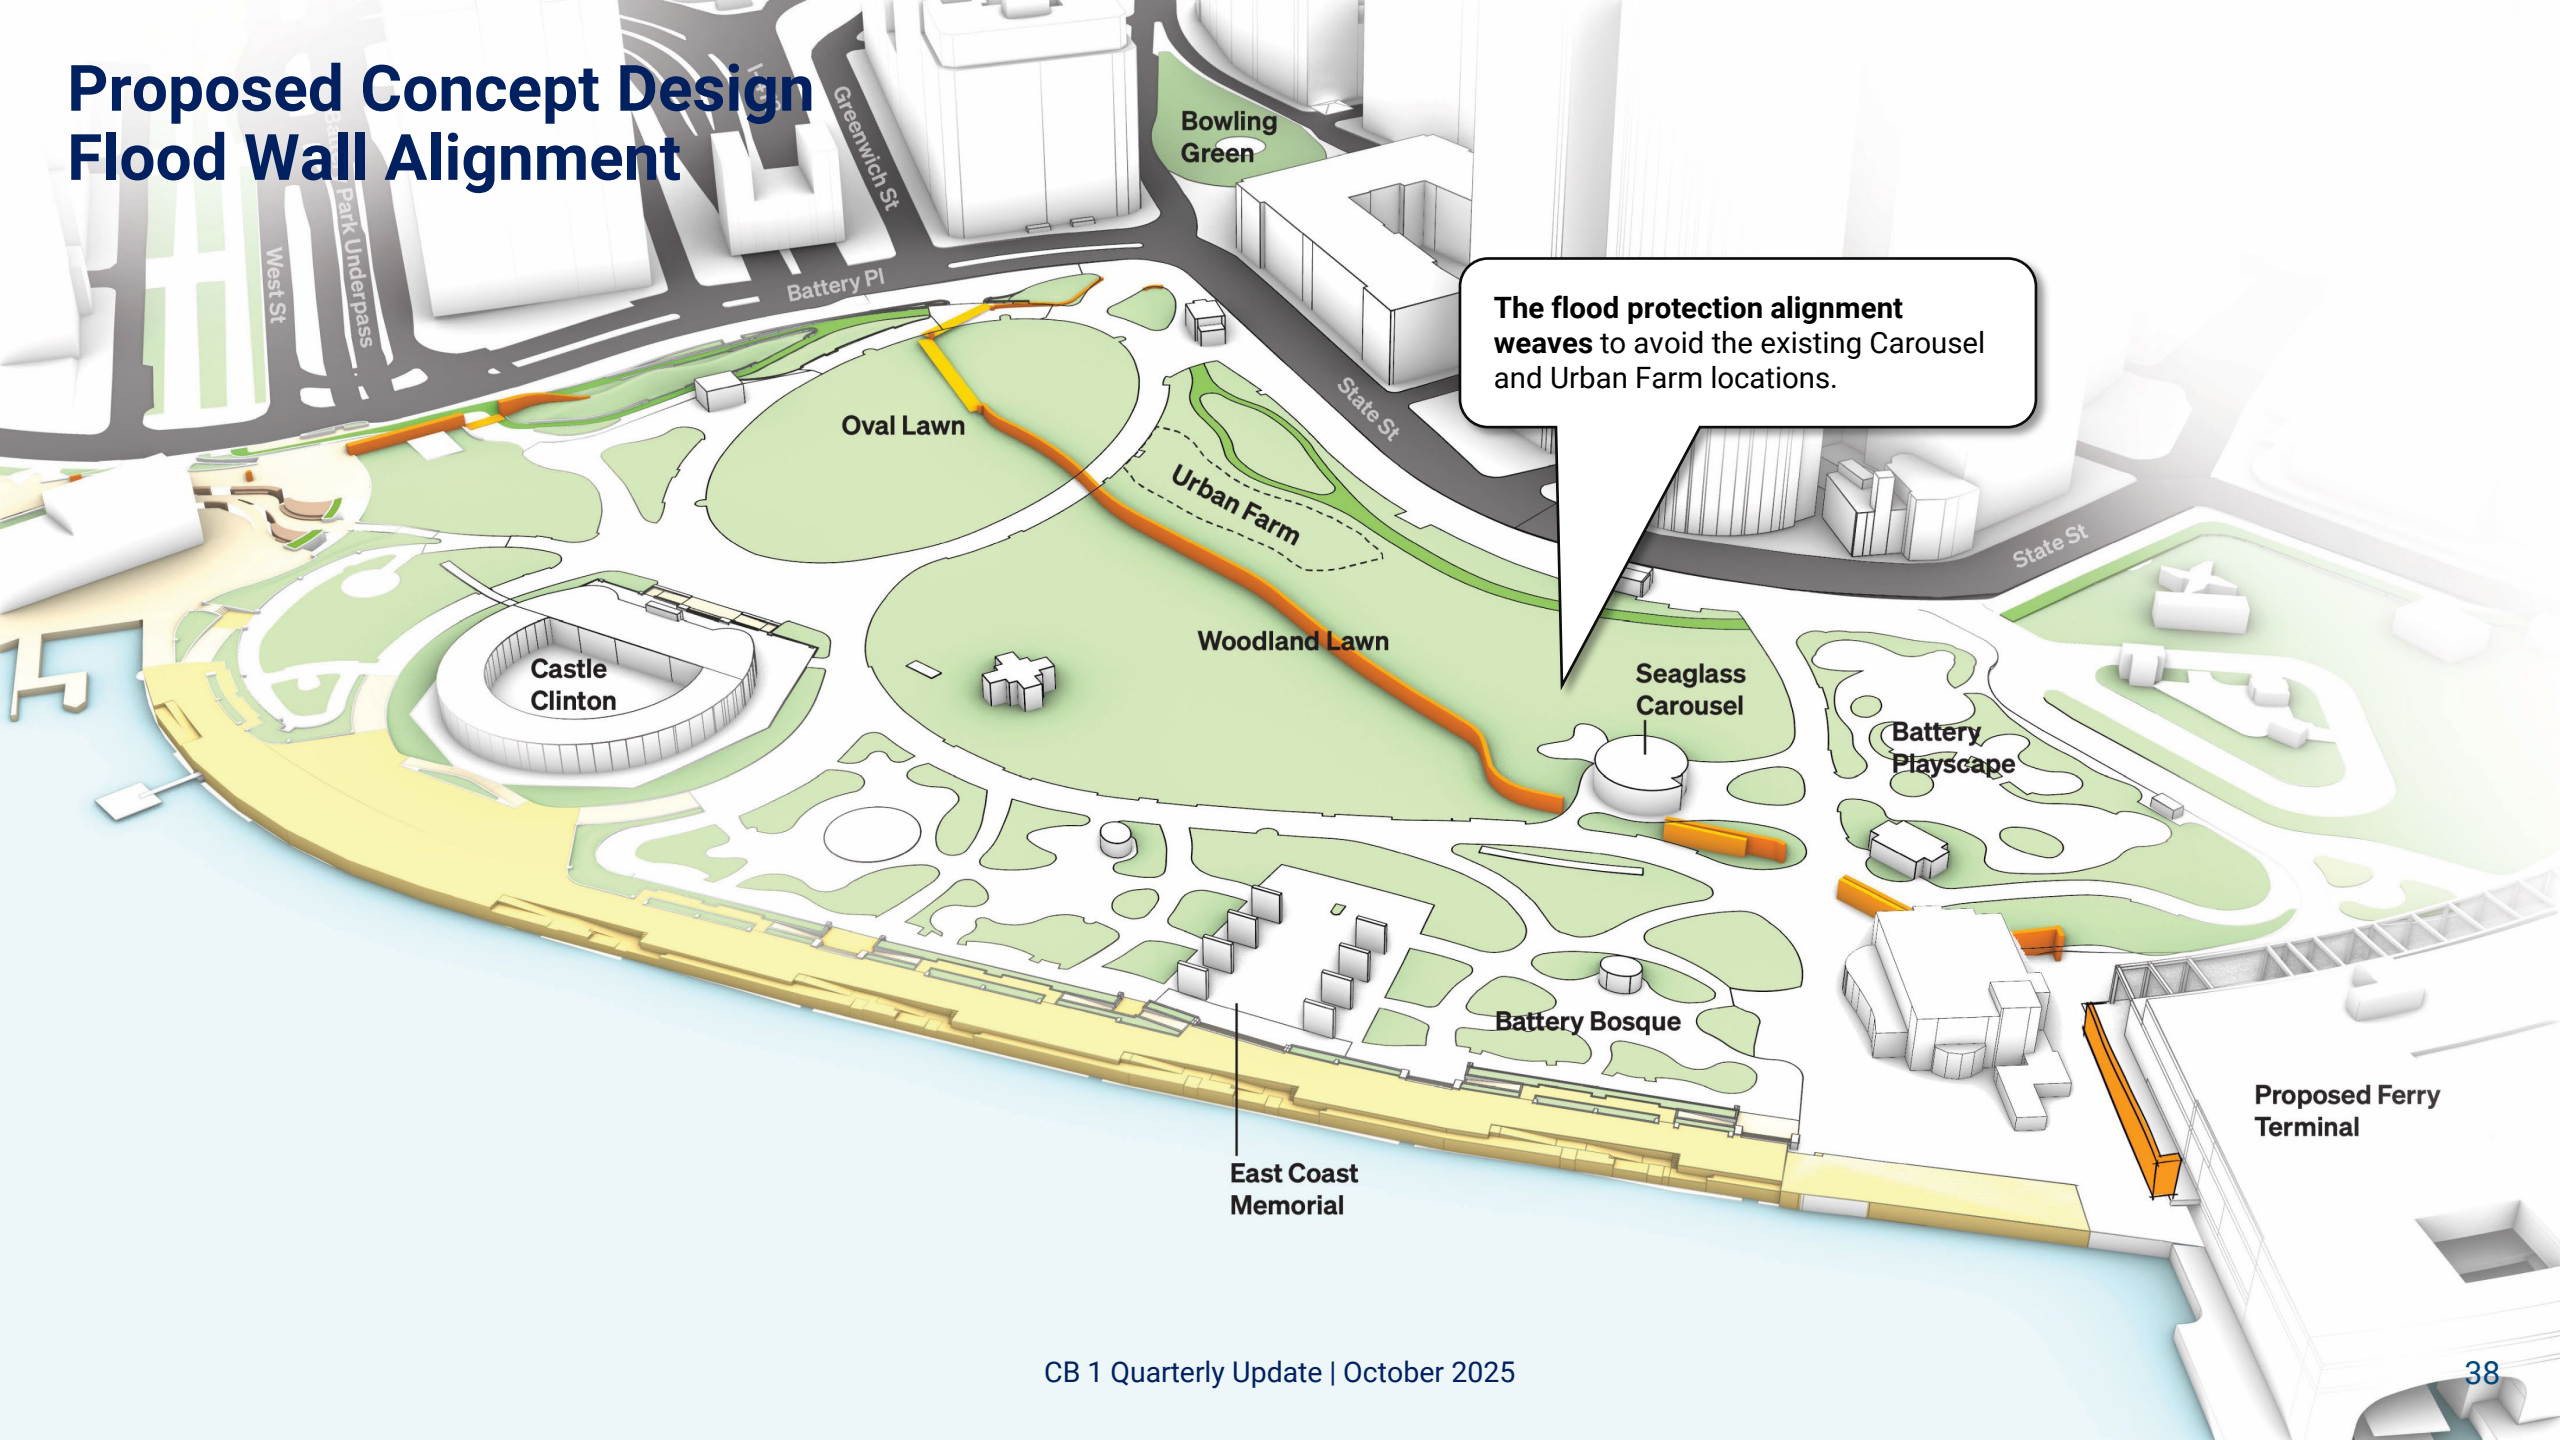 Proposed Concept Design
Flood Wall Alignment
Greenwich St
Bowling
Green
West St
Park Underpass
Battery Pl
State St
The flood protection alignment
weaves to avoid the existing Carousel
and Urban Farm locations.
Oval Lawn
Urban Farm
State St
Woodland Lawn
Castle
Clinton
Seaglass
Carousel
Battery
Playscape
Battery Bosque
East Coast
Memorial
Proposed Ferry
Terminal
CB 1 Quarterly Update | October 2025
38